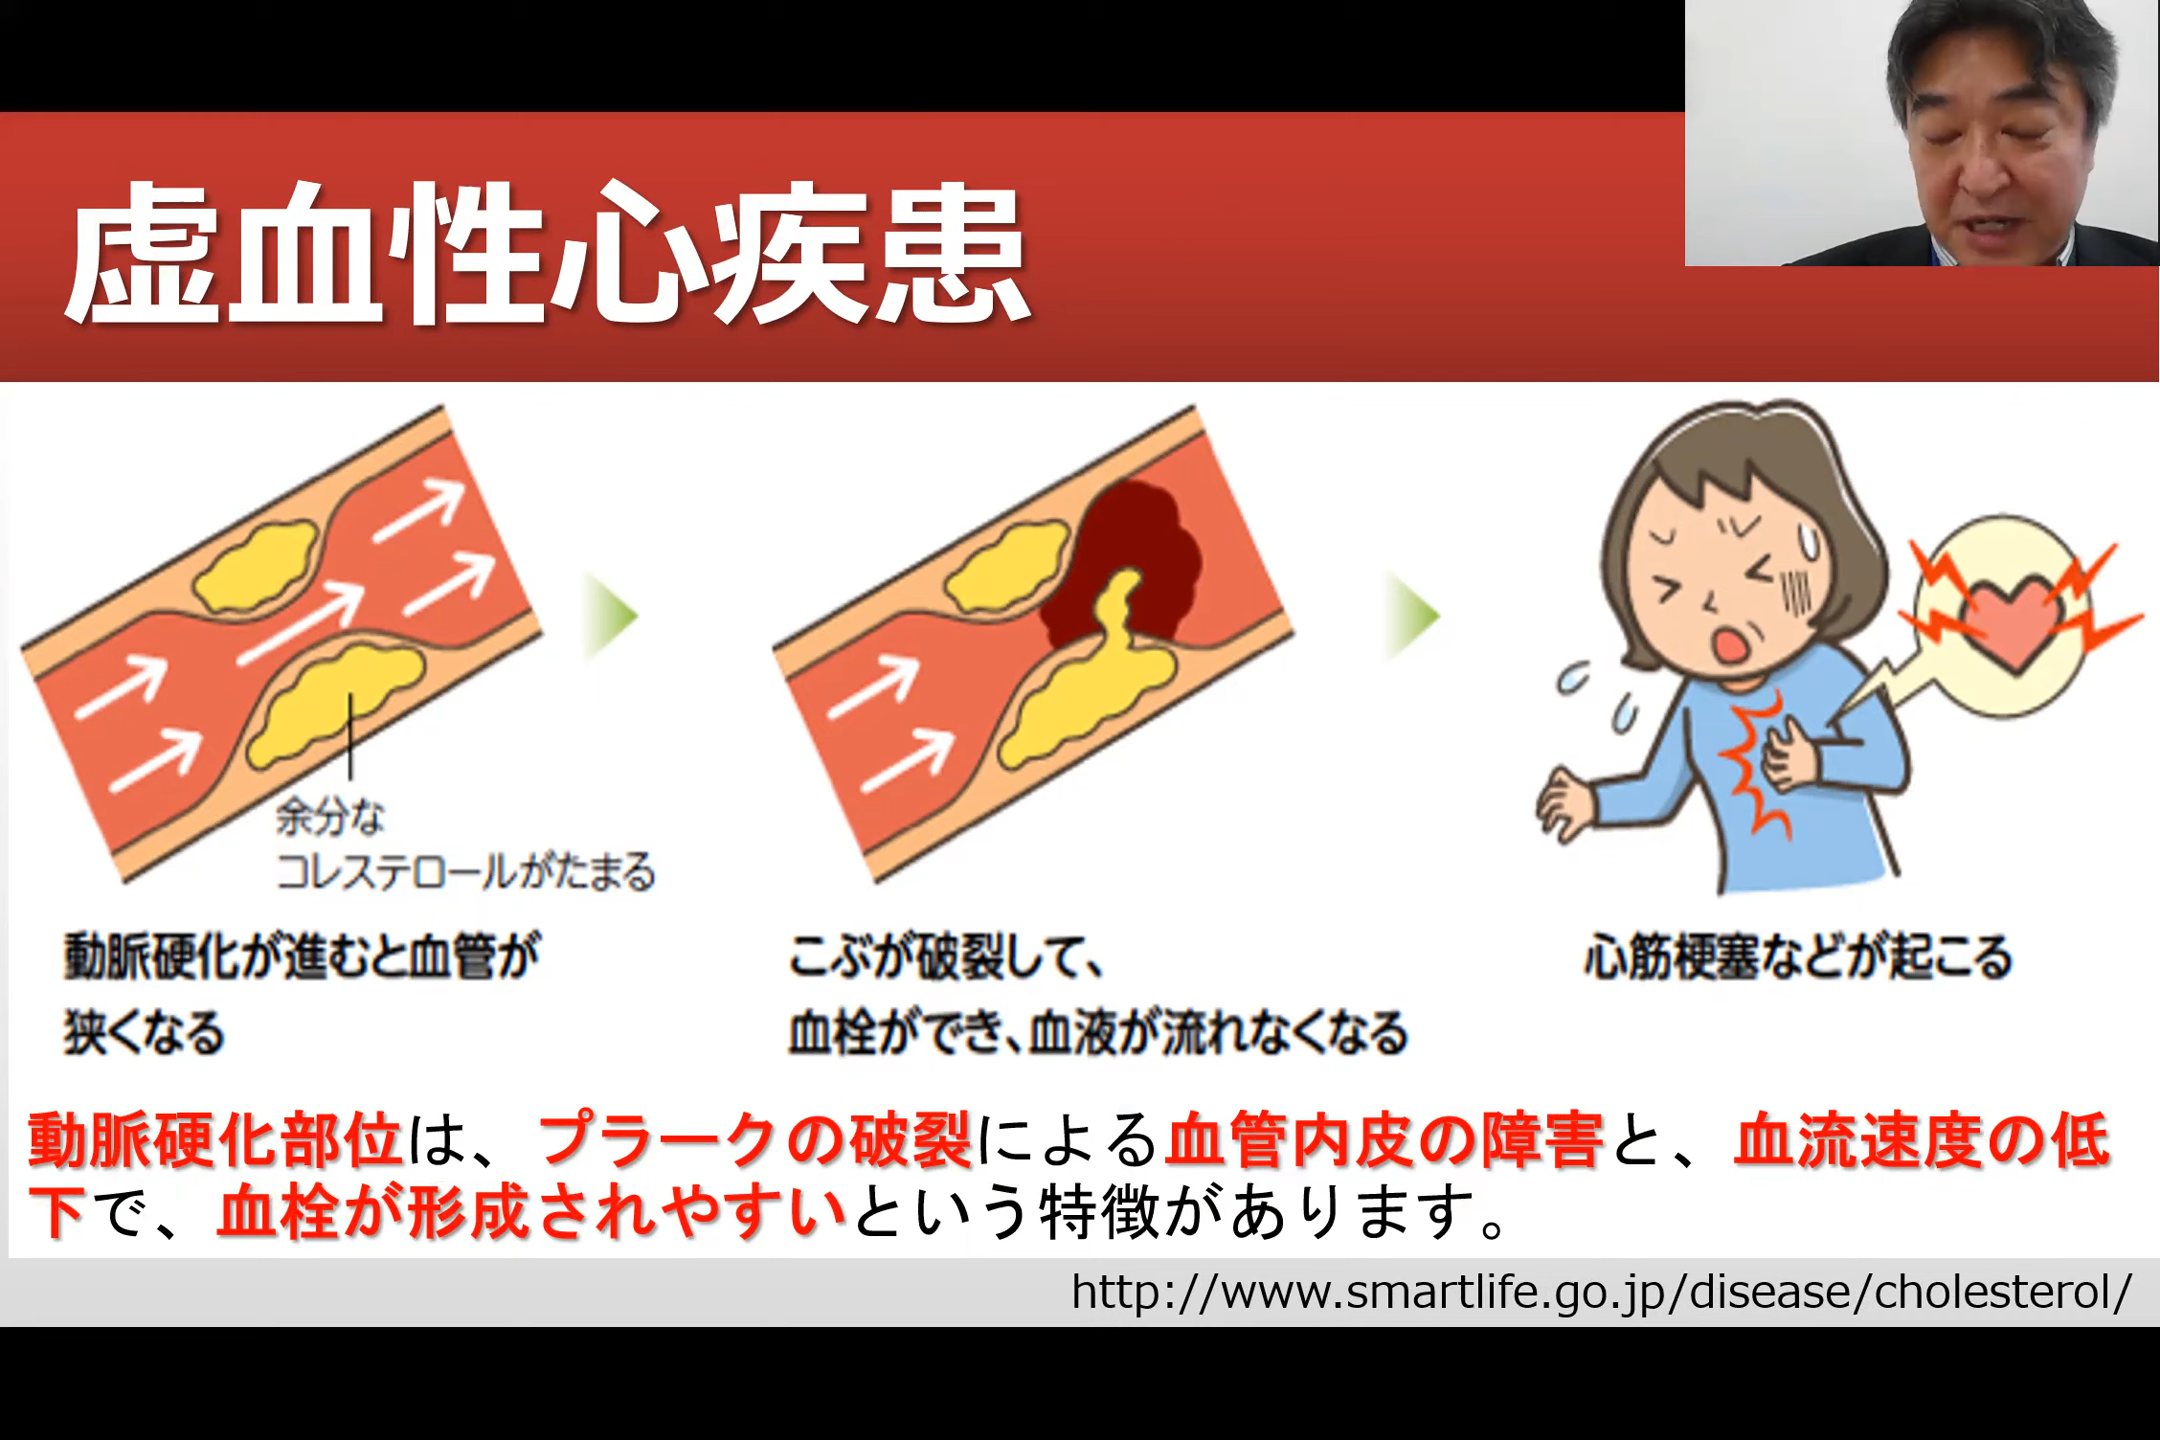 虚血性心疾患
余分な
コレステロールがたまる
動脈硬化が進むと血管が
狭くなる
こぶが破裂して、
血栓ができ、血液が流れなくなる
心筋梗塞などが起こる
動脈硬化部位は、プラークの破裂による血管内皮の障害と、血流速度の低
下で、血栓が形成されやすいという特徴があります。
http://www.smartlife.go.jp/disease/cholesterol/